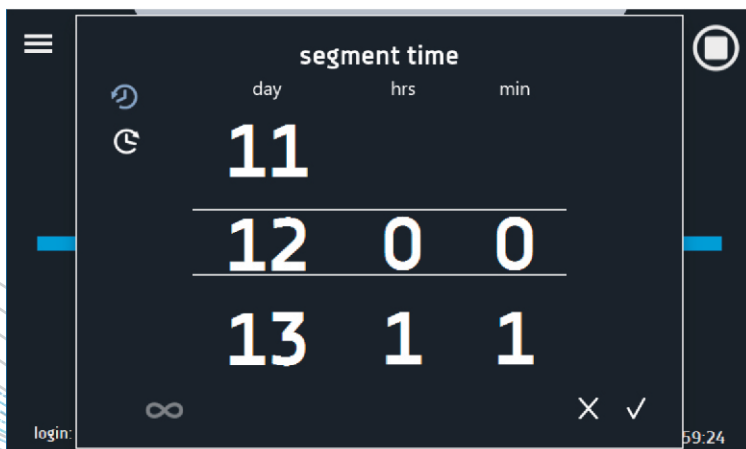 segment time
day hrs min
11
12 0 0
13 1 1
login:
59:24